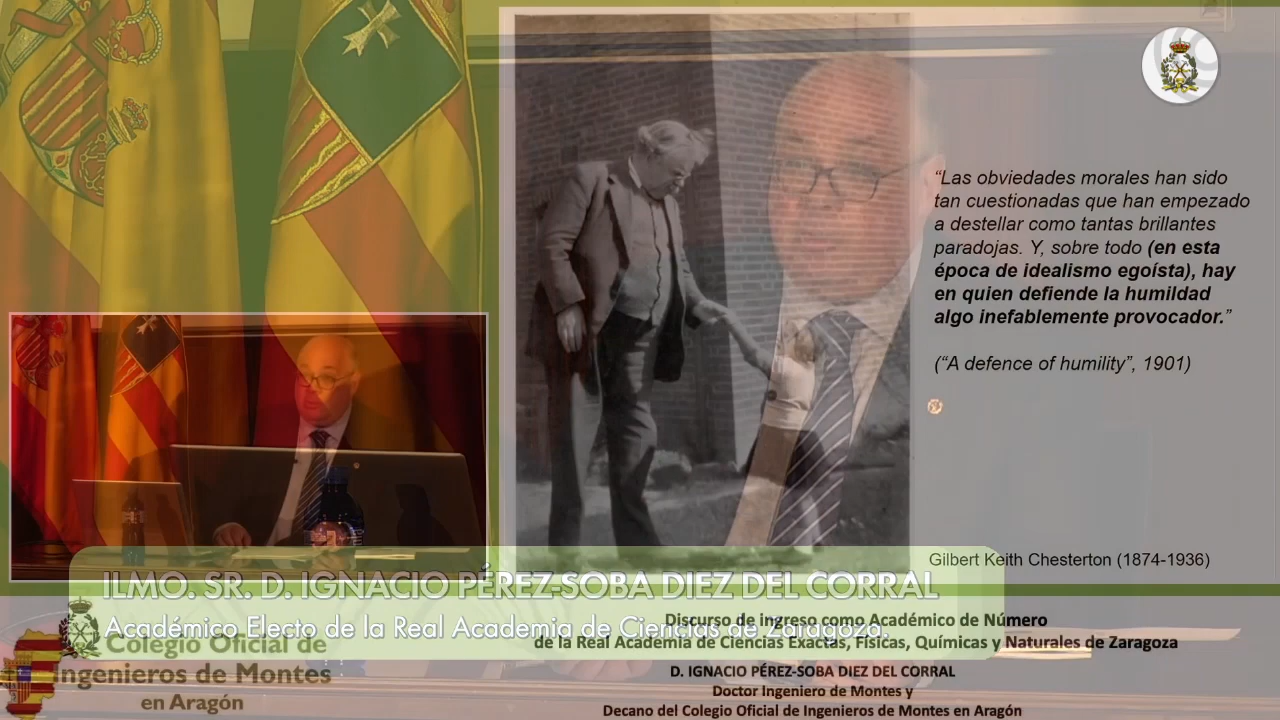 “Las obviedades morales han sido
tan cuestionadas que han empezado
a destellar como tantas brillantes
paradojas. Y, sobre todo (en esta
época de idealismo egoísta), hay
en quien defiende la humildad
algo inefablemente provocador.”
(“A defence of humility”, 1901)
Gilbert Keith Chesterton (1874-1936)
ILMO. SR. D. IGNACIO PÉREZ-SOBA DIEZ DEL CORRAL
Académico Electo de la Real Academia de Ciencias de Zaragoza.
Colegio Oficial de
Ingenieros de Montes
en Aragón
Discurso de ingreso como Académico de Número
de la Real Academia de Ciencias Exactas, Físicas, Químicas y Naturales de Zaragoza
D. IGNACIO PÉREZ-SOBA DIEZ DEL CORRAL
Doctor Ingeniero de Montes y
Decano del Colegio Oficial de Ingenieros de Montes en Aragón